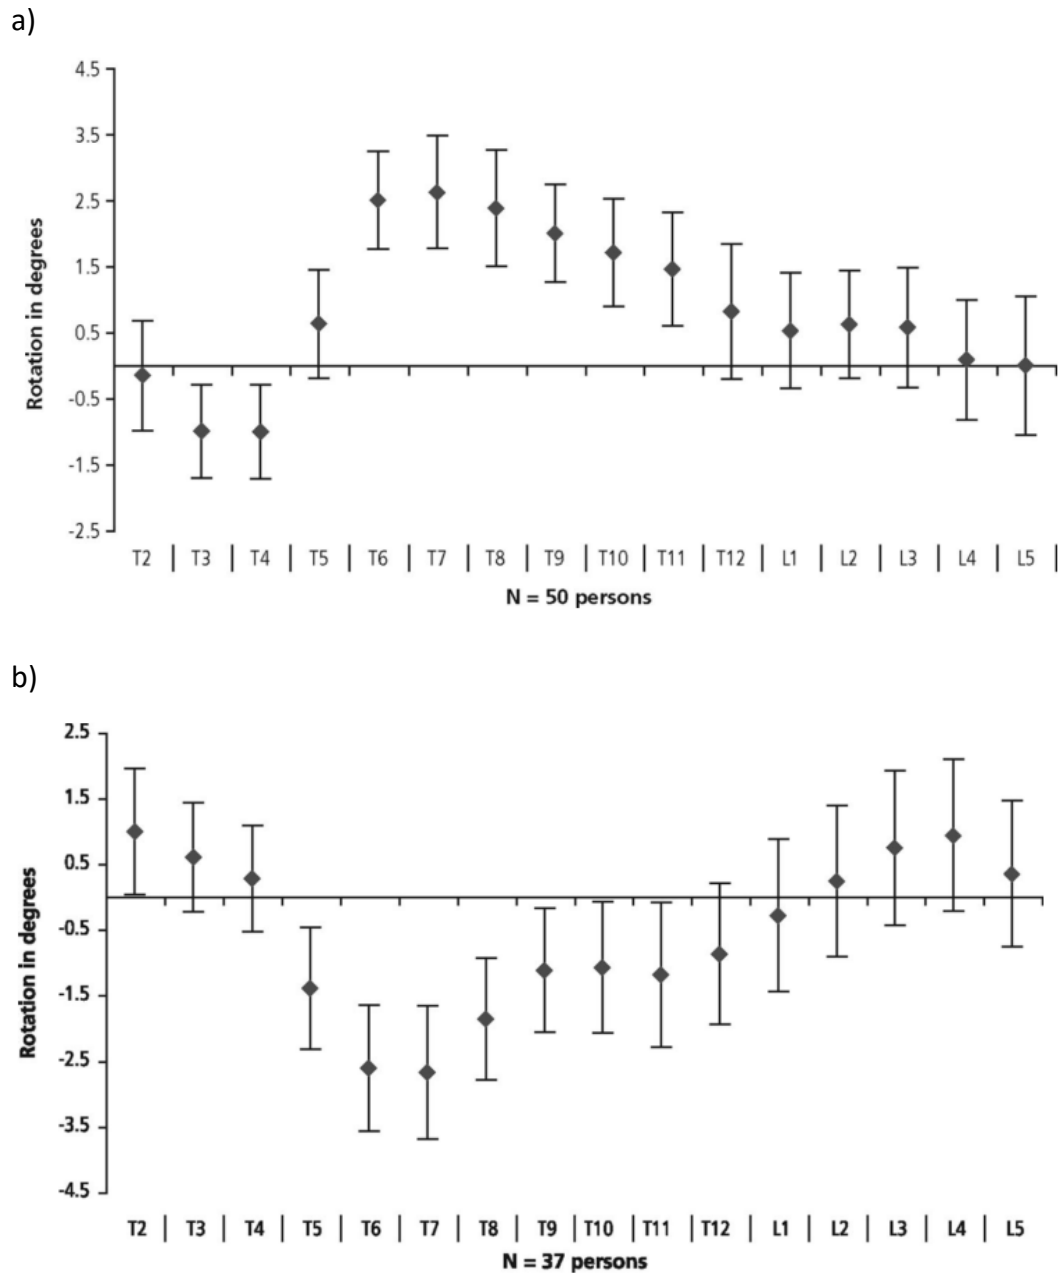 a)
4.5
3.5
2.5
1.5
0.5
-0.5
-1.5
-2.5
Rotation in degrees
T2 | T3 | T4 | T5 | T6 | T7 | T8 | T9 | T10 | T11 | T12 | L1 | L2 | L3 | L4 | L5 |
N = 50 persons
b)
2.5
1.5
0.5
-0.5
-1.5
-2.5
-3.5
-4.5
Rotation in degrees
T2 | T3 | T4 | T5 | T6 | T7 | T8 | T9 | T10 | T11 | T12 | L1 | L2 | L3 | L4 | L5 |
N = 37 persons